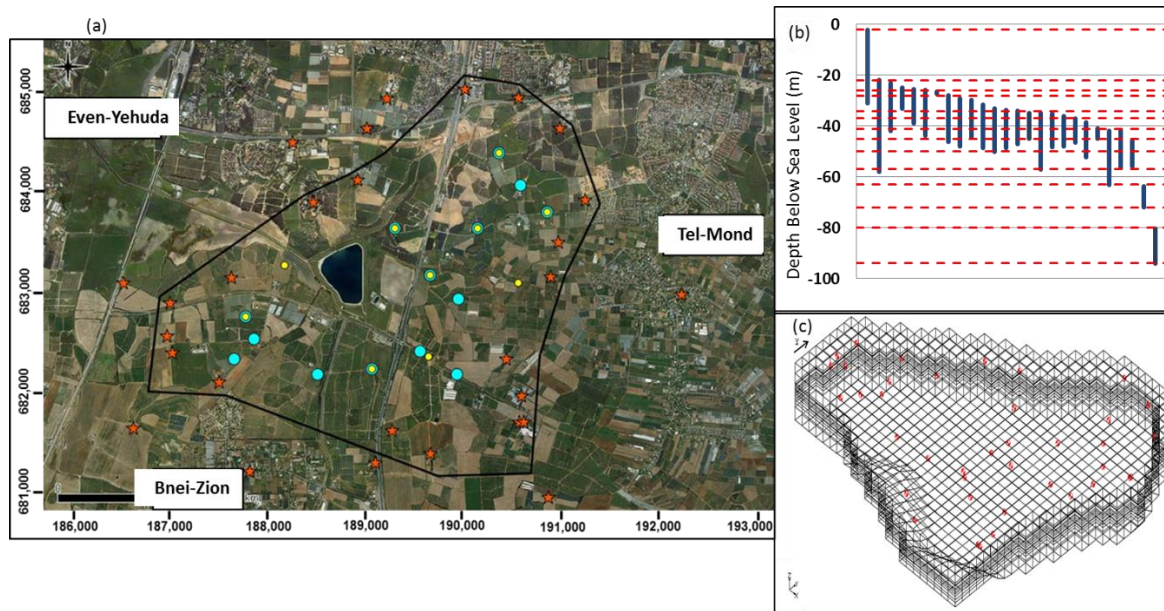 (a)
685,000
Even-Yehuda
684,000
Tel-Mond
683,000
682,000
Bnei-Zion
681,000
186,000 187,000 188,000 189,000 190,000 191,000 192,000 193,000
(b)
Depth Below Sea Level (m)
0
-20
-40
-60
-80
-100
(c)